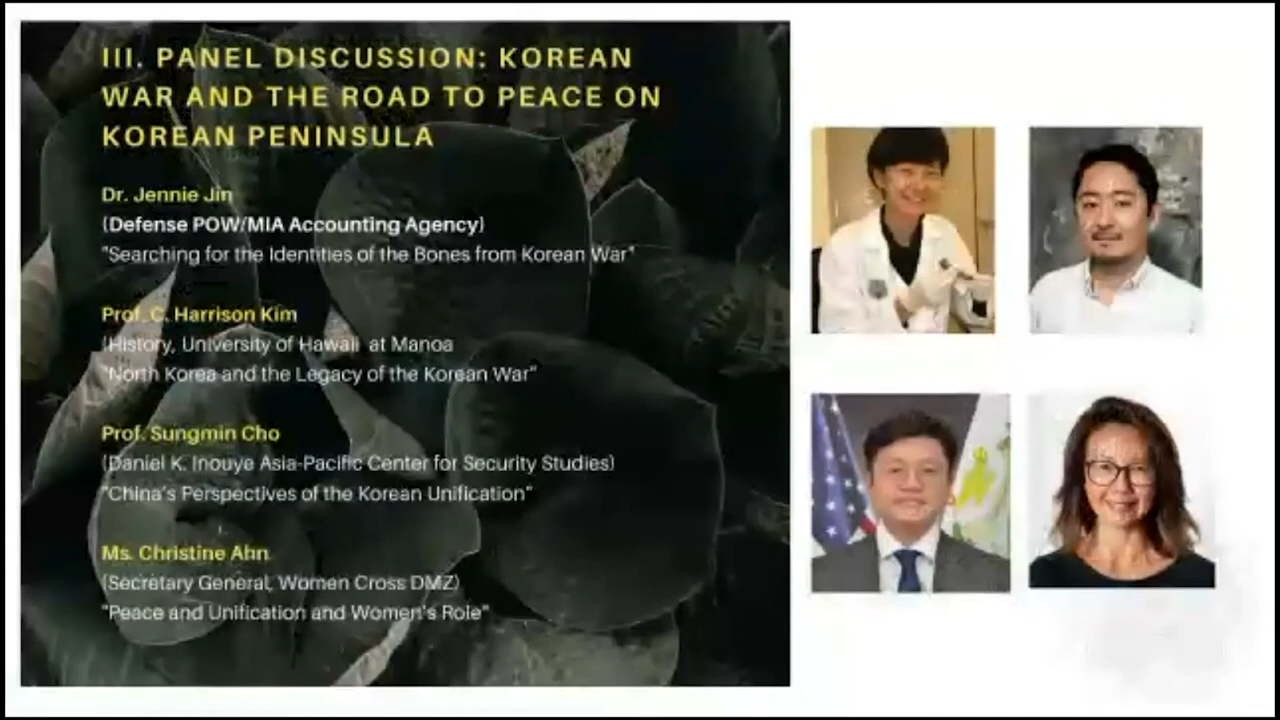 III. PANEL DISCUSSION: KOREAN
WAR AND THE ROAD TO PEACE ON
KOREAN PENINSULA
Dr. Jennie Jin
(Defense POW/MIA Accounting Agency)
"Searching for the Identities of the Bones from Korean War"
Prof. C. Harrison Kim
(History, University of Hawaii at Manoa
"North Korea and the Legacy of the Korean War"
Prof. Sungmin Cho
(Daniel K. Inouye Asia-Pacific Center for Security Studies)
"China's Perspectives of the Korean Unification"
Ms. Christine Ahn
(Secretary General, Women Cross DMZ)
"Peace and Unification and Women's Role"